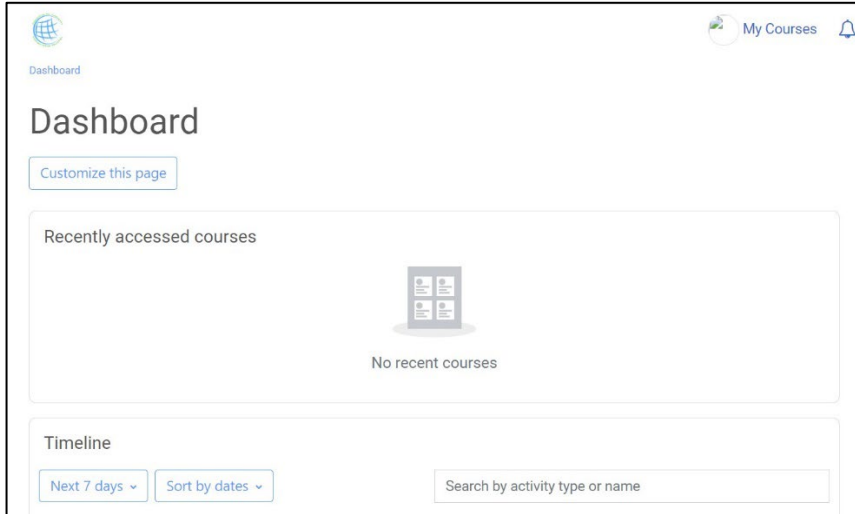 My Courses
Dashboard
Dashboard
Customize this page
Recently accessed courses
No recent courses
Timeline
Next 7 days Sort by dates Search by activity type or name